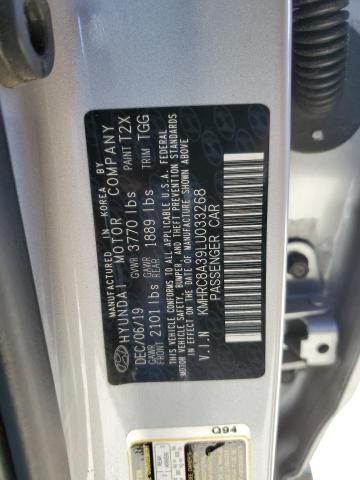 MANUFACTURED IN KOREA BY
HYUNDAI MOTOR COMPANY
DEC/06/19 GVWR 3770 lbs PAINT T2X
GAWR FRONT 2101 lbs GAWR REAR 1889 lbs TRIM TGG
THIS VEHICLE CONFORMS TO ALL APPLICABLE U.S.A. FEDERAL
MOTOR VEHICLE SAFETY, BUMPER, AND THEFT PREVENTION STANDARDS
IN EFFECT ON THE DATE OF MANUFACTURE SHOWN ABOVE
V.I.N KMHRC8A39LU033268
PASSENGER CAR
Q94